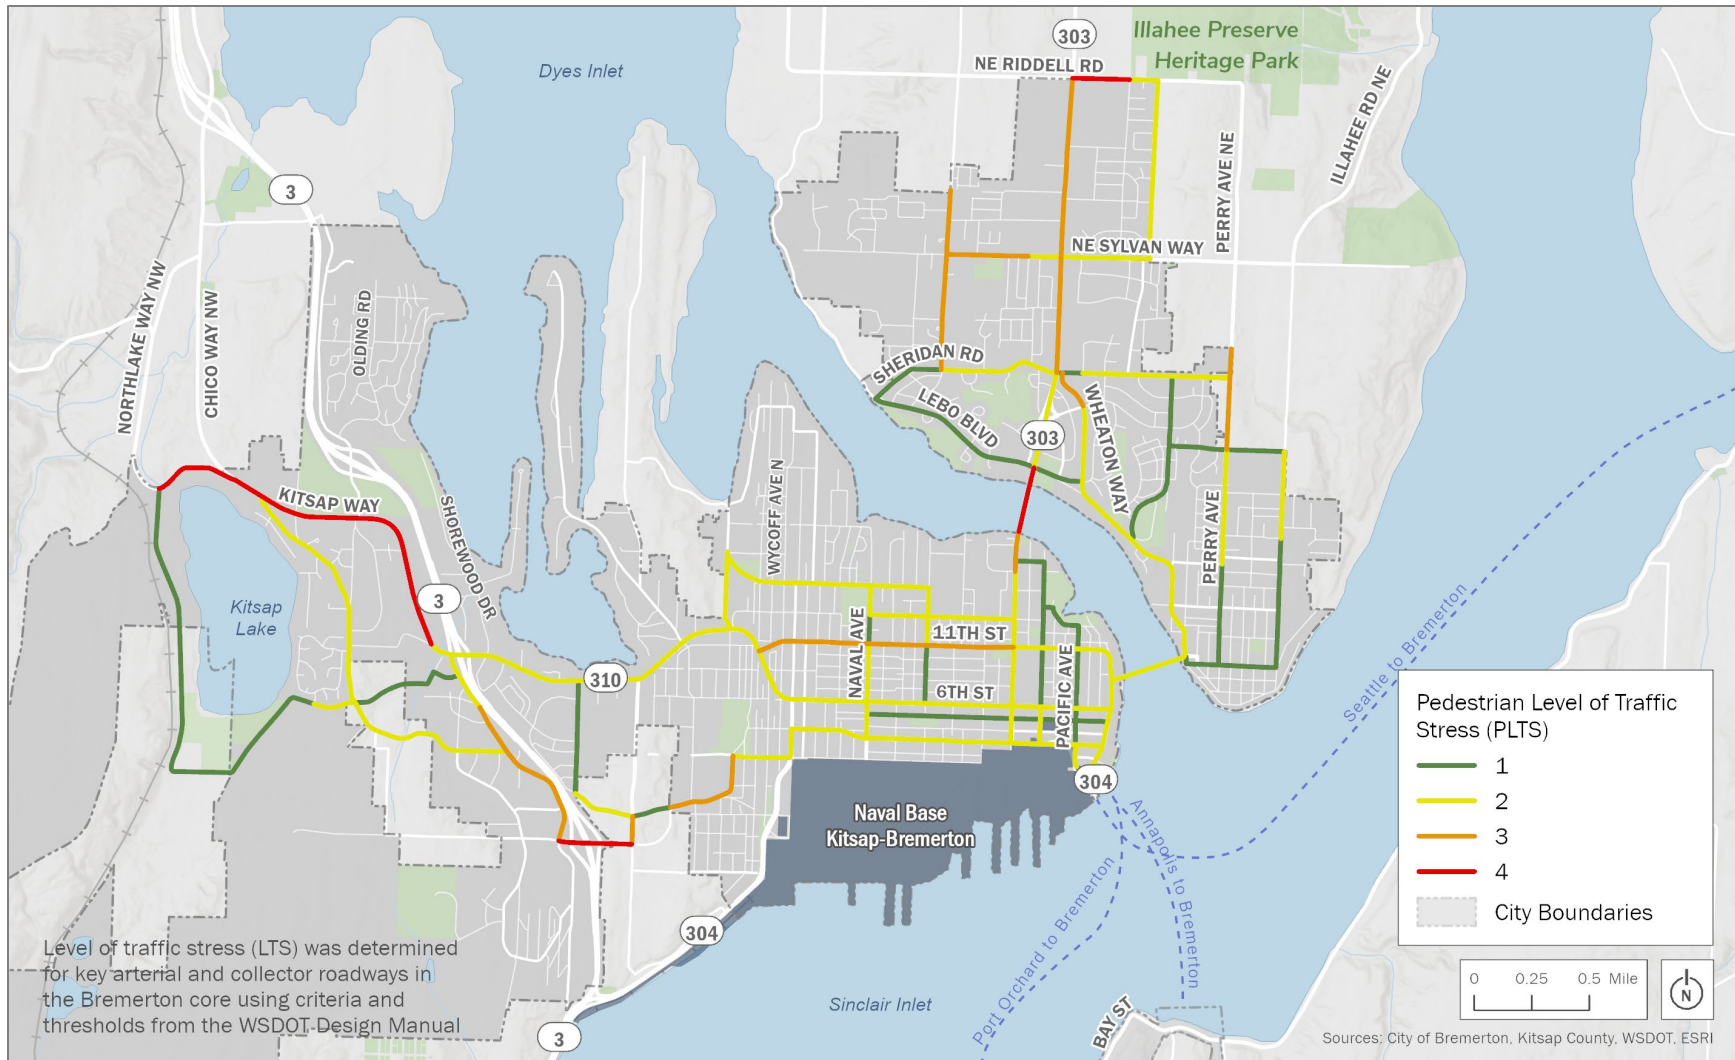 303
Illahee Preserve
Heritage Park
NE RIDDELL RD
Dyes Inlet
ILLAHEE RD NE
3
PERRY AVE NE
NE SYLVAN WAY
NORTHLAKE WAY NW
CHICO WAY NW
OLDING RD
SHERIDAN RD
LEBO BLVD
WHEATON WAY
303
KITSAP WAY
SHOREWOOD DR
WYCOFF AVE N
PERRY AVE
3
Kitsap
Lake
NAVAL AVE
11TH ST
310
6TH ST
PACIFIC AVE
Seattle to Bremerton
304
Naval Base
Kitsap-Bremerton
Annapolis to Bremerton
Port Orchard to Bremerton
304
Sinclair Inlet
3
BAY ST
Level of traffic stress (LTS) was determined
for key arterial and collector roadways in
the Bremerton core using criteria and
thresholds from the WSDOT Design Manual
Pedestrian Level of Traffic
Stress (PLTS)
1
2
3
4
City Boundaries
0 0.25 0.5 Mile
N
Sources: City of Bremerton, Kitsap County, WSDOT, ESRI